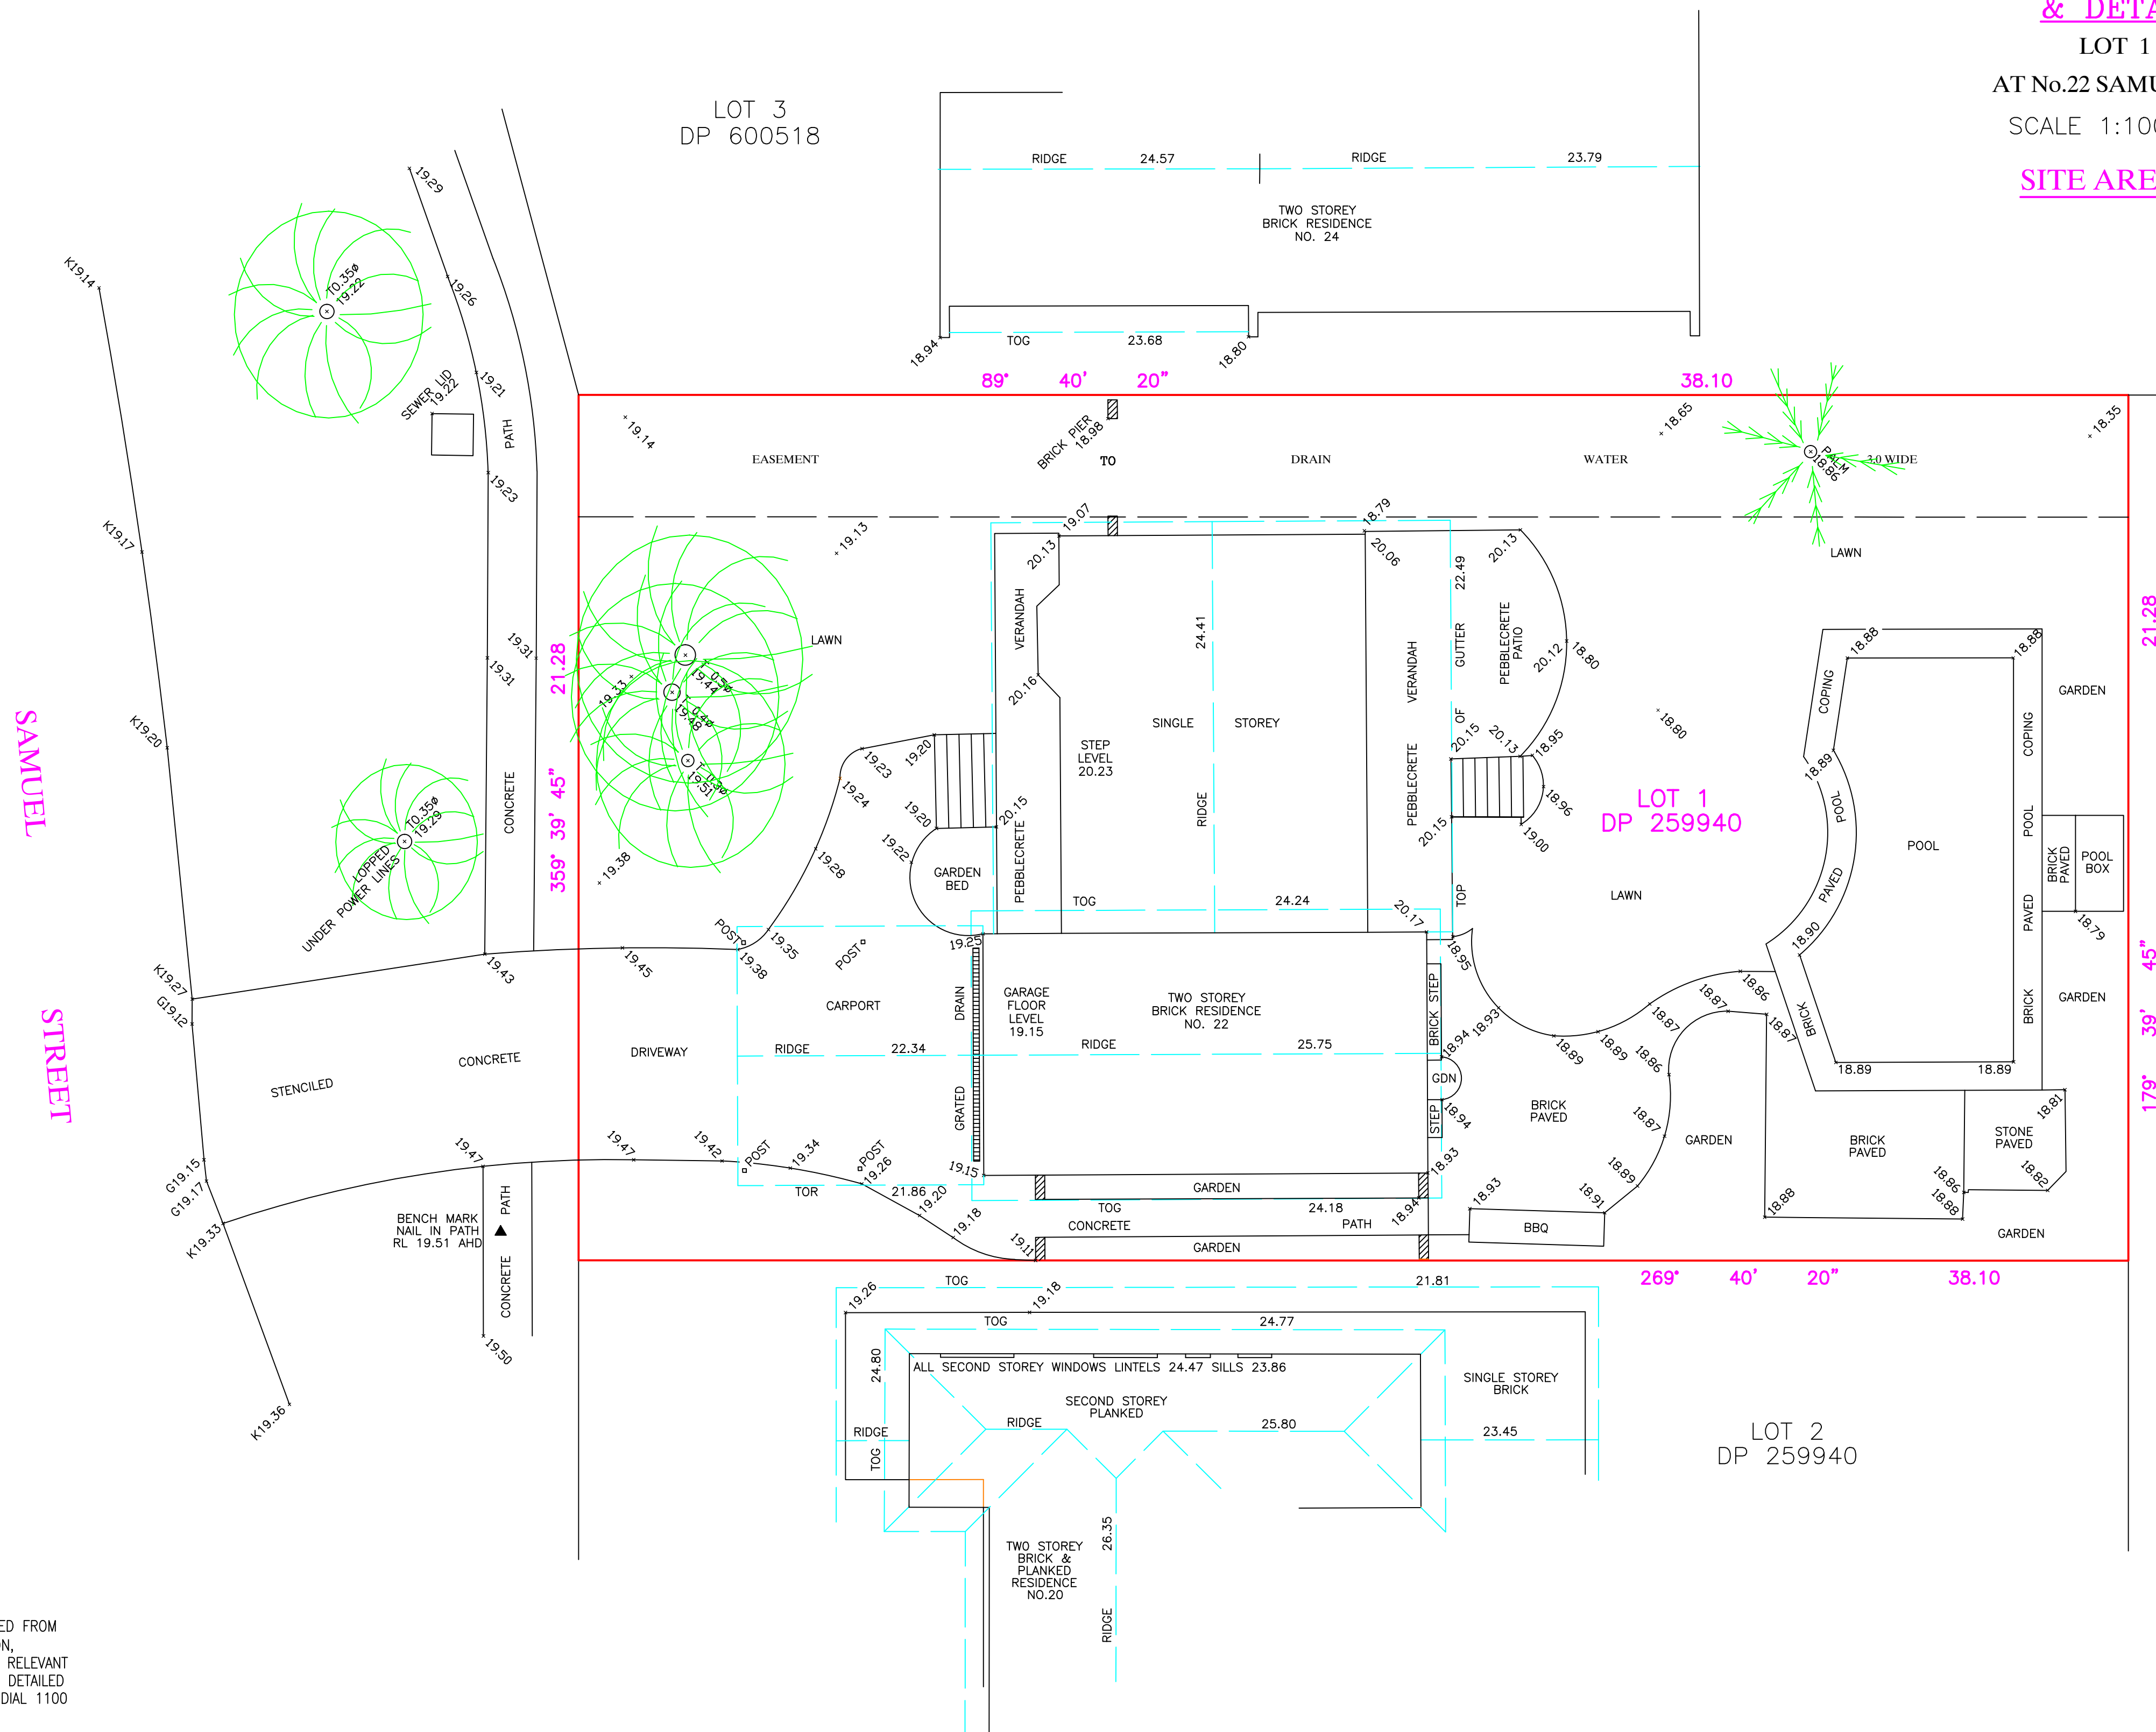 & DETA
LOT 1
AT No.22 SAMU
SCALE 1:100
SITE ARE
LOT 3
DP 600518
RIDGE 24.57 RIDGE 23.79
TWO STOREY
BRICK RESIDENCE
NO. 24
TOG 23.68
18.94
18.80
89° 40' 20"
38.10
K19.14
K19.17
K19.20
K19.27
G19.12
G19.15
G19.17
K19.33
K19.36
SAMUEL
STREET
19.29
19.26
19.21
19.23
19.31
19.31
T0.35ø
19.22
SEWER LID
19.22
PATH
CONCRETE
T0.35ø
19.29
LOPPED
UNDER POWER LINES
21.28
359° 39' 45"
19.14
BRICK PIER
18.98
18.65
18.35
EASEMENT TO DRAIN WATER 3.0 WIDE
PALM
18.86
LAWN
19.13
19.07
18.79
20.13
20.06
20.13
LAWN
T 0.5ø
19.44
T 0.4ø
19.48
T 0.3ø
19.51
19.33
19.38
VERANDAH
PEBBLECRETE
20.16
20.15
STEP
LEVEL
20.23
SINGLE STOREY
24.41
RIDGE
VERANDAH
PEBBLECRETE
22.49
GUTTER
OF
TOP
PEBBLECRETE
PATIO
20.12
18.80
20.15
20.13
18.95
18.96
19.00
20.15
18.80
LOT 1
DP 259940
LAWN
19.20
19.23
19.24
19.20
19.22
19.28
GARDEN
BED
TOG 24.24
20.17
18.95
COPING
18.88
18.88
18.89
POOL
PAVED
BRICK
18.90
POOL
COPING
POOL
PAVED
BRICK
GARDEN
BRICK
PAVED
POOL
BOX
18.79
GARDEN
18.89
18.89
21.28
179° 39' 45"
19.43
19.45
POST
19.38
19.35
POST
19.25
CARPORT
DRAIN
GRATED
GARAGE
FLOOR
LEVEL
19.15
TWO STOREY
BRICK RESIDENCE
NO. 22
RIDGE 22.34
RIDGE 25.75
STENCILED CONCRETE DRIVEWAY
BRICK STEP
18.94
GDN
STEP
18.94
18.93
18.93
18.89
18.89
18.87
18.86
18.87
18.87
18.86
18.87
18.89
BRICK
PAVED
GARDEN
BRICK
PAVED
STONE
PAVED
18.81
18.82
18.86
18.88
18.88
GARDEN
19.47
19.47
19.42
POST
19.34
POST
19.26
19.15
TOR 21.86
19.20
19.18
19.11
GARDEN
TOG 24.18
18.94
CONCRETE PATH
GARDEN
18.93
18.91
BBQ
BENCH MARK
NAIL IN PATH
RL 19.51 AHD
PATH
CONCRETE
19.50
269° 40' 20"
38.10
TOG 21.81
19.26
19.18
TOG 24.77
24.80
ALL SECOND STOREY WINDOWS LINTELS 24.47 SILLS 23.86
SECOND STOREY
PLANKED
SINGLE STOREY
BRICK
RIDGE
RIDGE
25.80
23.45
TOG
LOT 2
DP 259940
26.35
RIDGE
TWO STOREY
BRICK &
PLANKED
RESIDENCE
NO.20
ED FROM
ON,
RELEVANT
DETAILED
DIAL 1100